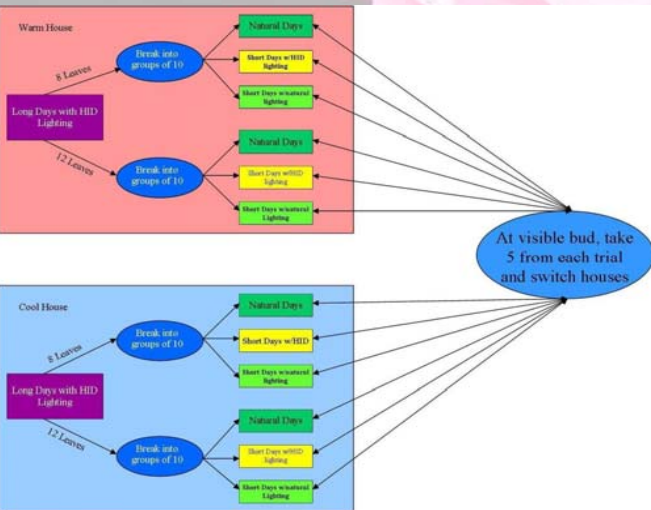 Warm House
8 Leaves
Long Days with HID
Lighting
12 Leaves
Break into
groups of 10
Natural Days
Short Days w/HID
lighting
Short Days w/natural
lighting
Break into
groups of 10
Natural Days
Short Days w/HID
lighting
Short Days w/natural
Lighting
At visible bud, take
5 from each trial
and switch houses
Cool House
8 Leaves
Long Days with HID
Lighting
12 Leaves
Break into
groups of 10
Natural Days
Short Days w/HID
Short Days w/natural
lighting
Break into
groups of 10
Natural Days
Short Days w/HID
lighting
Short Days w/natural
Lighting